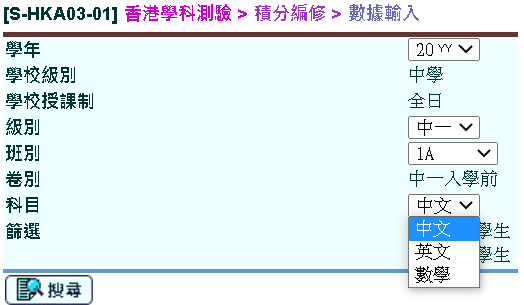 [S-HKA03-01] 香港學科測驗 > 積分編修 > 數據輸入
學年 20 YY
學校級別 中學
學校授課制 全日
級別 中一
班別 1A
卷別 中一入學前
科目 中文
中文
篩選 學生
英文 學生
數學
搜尋